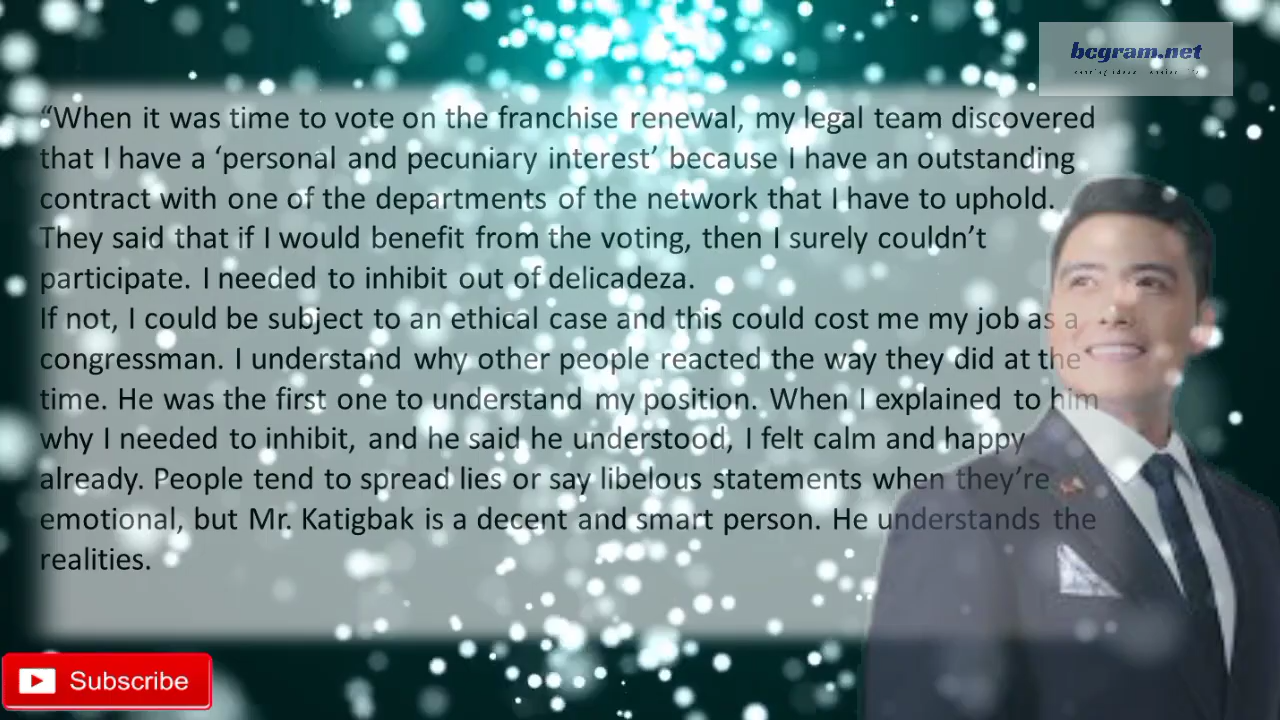 bcgram.net
“When it was time to vote on the franchise renewal, my legal team discovered
that I have a ‘personal and pecuniary interest’ because I have an outstanding
contract with one of the departments of the network that I have to uphold.
They said that if I would benefit from the voting, then I surely couldn’t
participate. I needed to inhibit out of delicadeza.
If not, I could be subject to an ethical case and this could cost me my job as a
congressman. I understand why other people reacted the way they did at the
time. He was the first one to understand my position. When I explained to him
why I needed to inhibit, and he said he understood, I felt calm and happy
already. People tend to spread lies or say libelous statements when they’re
emotional, but Mr. Katigbak is a decent and smart person. He understands the
realities.
Subscribe